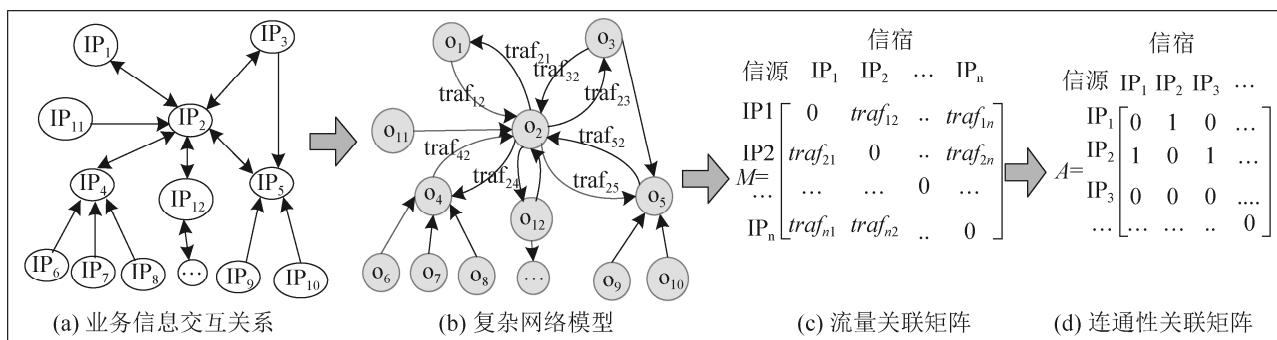 IP1
IP2
IP3
IP11
IP4
IP12
IP5
IP6
IP7
IP8
…
IP9
IP10
(a) 业务信息交互关系
o1
o3
traf21
traf32
traf12
traf23
o11
o2
traf42
traf52
traf24
traf25
o4
o12
o5
o6
o7
o8
…
o9
o10
(b) 复杂网络模型
信宿
信源 IP1 IP2 … IPn
IP1 0 traf12 .. traf1n
IP2 traf21 0 .. traf2n
M=
… … … 0 …
IPn trafn1 trafn2 .. 0
(c) 流量关联矩阵
信宿
信源 IP1 IP2 IP3 …
IP1 0 1 0 …
IP2 1 0 1 …
A=
IP3 0 0 0 ....
… … … .. 0
(d) 连通性关联矩阵